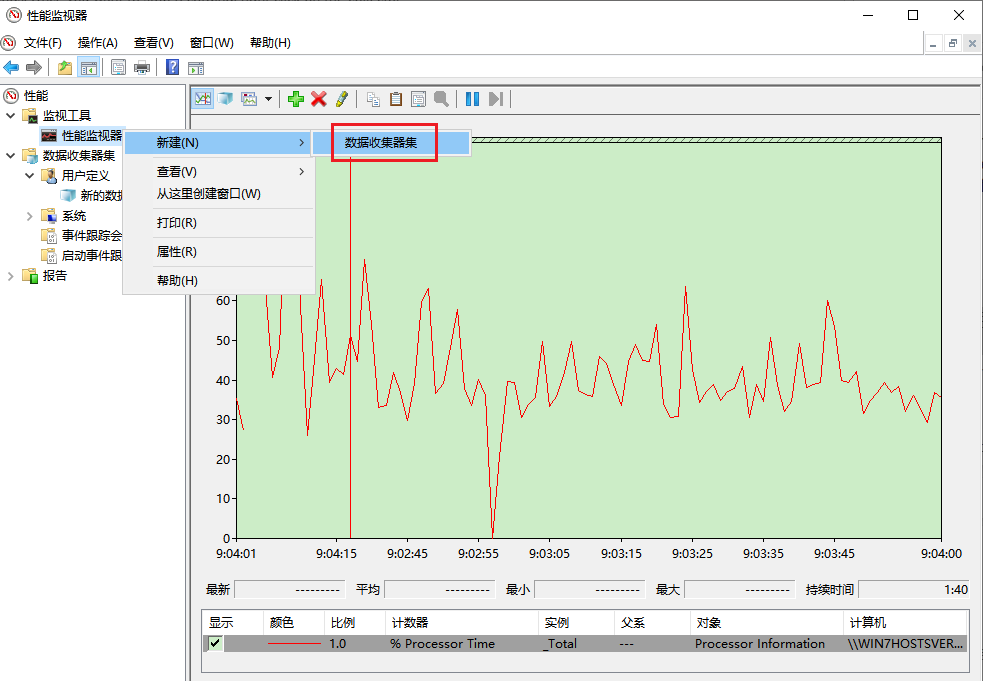 性能监视器
文件(F) 操作(A) 查看(V) 窗口(W) 帮助(H)
性能
监视工具
性能监视器
数据收集器集
用户定义
新的数据
系统
事件跟踪会
启动事件跟
报告
新建(N)
查看(V)
从这里创建窗口(W)
打印(R)
属性(R)
帮助(H)
数据收集器集
60
50
40
30
20
10
0
9:04:01 9:04:15 9:02:45 9:02:55 9:03:05 9:03:15 9:03:25 9:03:35 9:03:45 9:04:00
最新 --------- 平均 --------- 最小 --------- 最大 --------- 持续时间 1:40
显示 颜色 比例 计数器 实例 父系 对象 计算机
1.0 % Processor Time _Total --- Processor Information \\WIN7HOSTSVER...